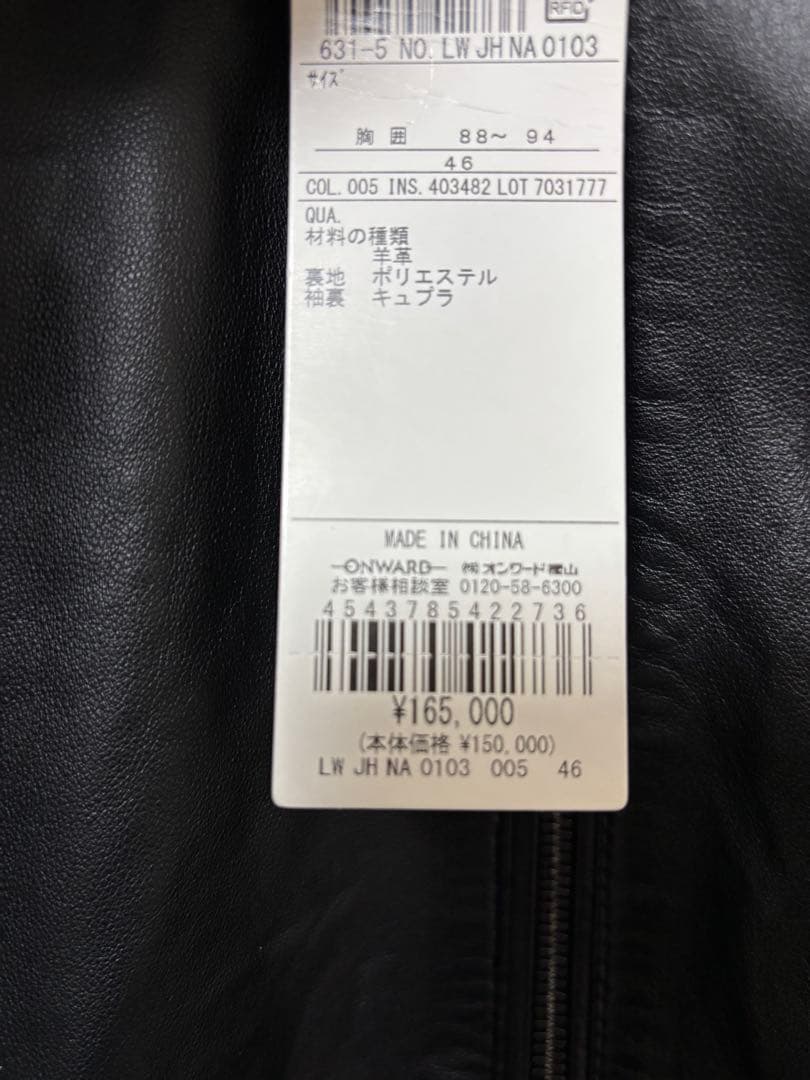 RFID
631-5 NO. LW JH NA 0103
サイズ
胸囲 88～ 94
46
COL. 005 INS. 403482 LOT 7031777
QUA.
材料の種類
羊革
裏地 ポリエステル
袖裏 キュプラ
MADE IN CHINA
ONWARD ㈱オンワード樫山
お客様相談室 0120-58-6300
4543785422736
¥165,000
(本体価格 ¥150,000)
LW JH NA 0103 005 46